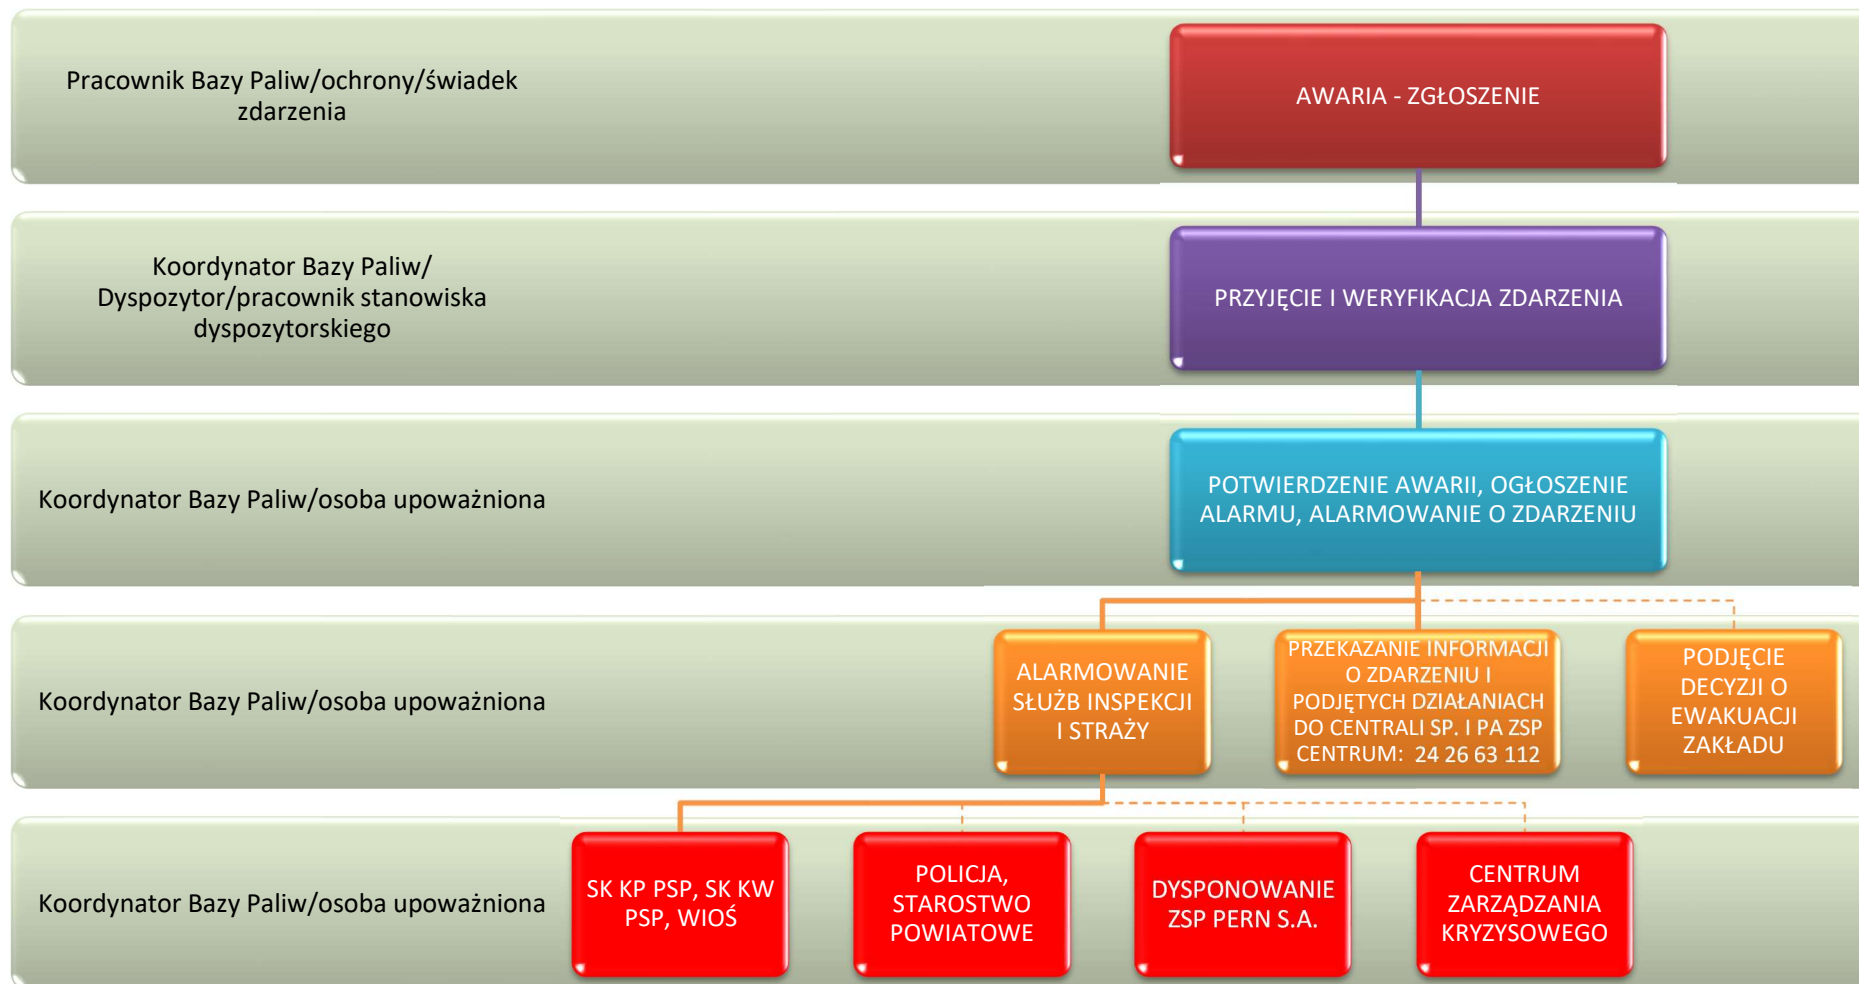 Pracownik Bazy Paliw/ochrony/świadek
zdarzenia
AWARIA - ZGŁOSZENIE
Koordynator Bazy Paliw/
Dyspozytor/pracownik stanowiska
dyspozytorskiego
PRZYJĘCIE I WERYFIKACJA ZDARZENIA
Koordynator Bazy Paliw/osoba upoważniona
POTWIERDZENIE AWARII, OGŁOSZENIE
ALARMU, ALARMOWANIE O ZDARZENIU
Koordynator Bazy Paliw/osoba upoważniona
ALARMOWANIE
SŁUŻB INSPEKCJI
I STRAŻY
PRZEKAZANIE INFORMACJI
O ZDARZENIU I
PODJĘTYCH DZIAŁANIACH
DO CENTRALI SP. I PA ZSP
CENTRUM: 24 26 63 112
PODJĘCIE
DECYZJI O
EWAKUACJI
ZAKŁADU
Koordynator Bazy Paliw/osoba upoważniona
SK KP PSP, SK KW
PSP, WIOŚ
POLICJA,
STAROSTWO
POWIATOWE
DYSPONOWANIE
ZSP PERN S.A.
CENTRUM
ZARZĄDZANIA
KRYZYSOWEGO